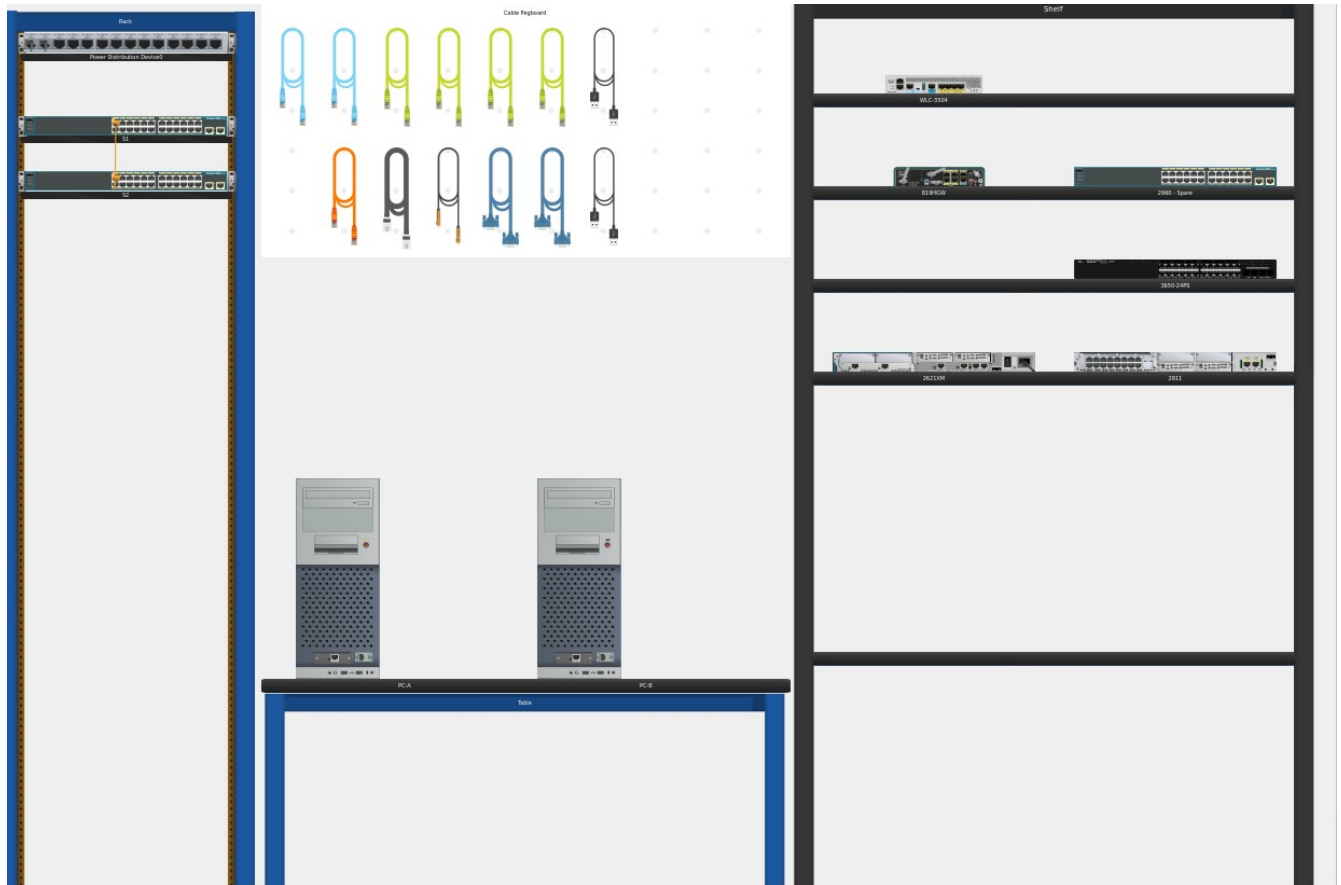 Rack
Power Distribution Device0
S1
S2
Cable Pegboard
PC-A
PC-B
Table
Shelf
WLC-3504
819HGW
2960 - Spare
3650-24PS
2621XM
2811